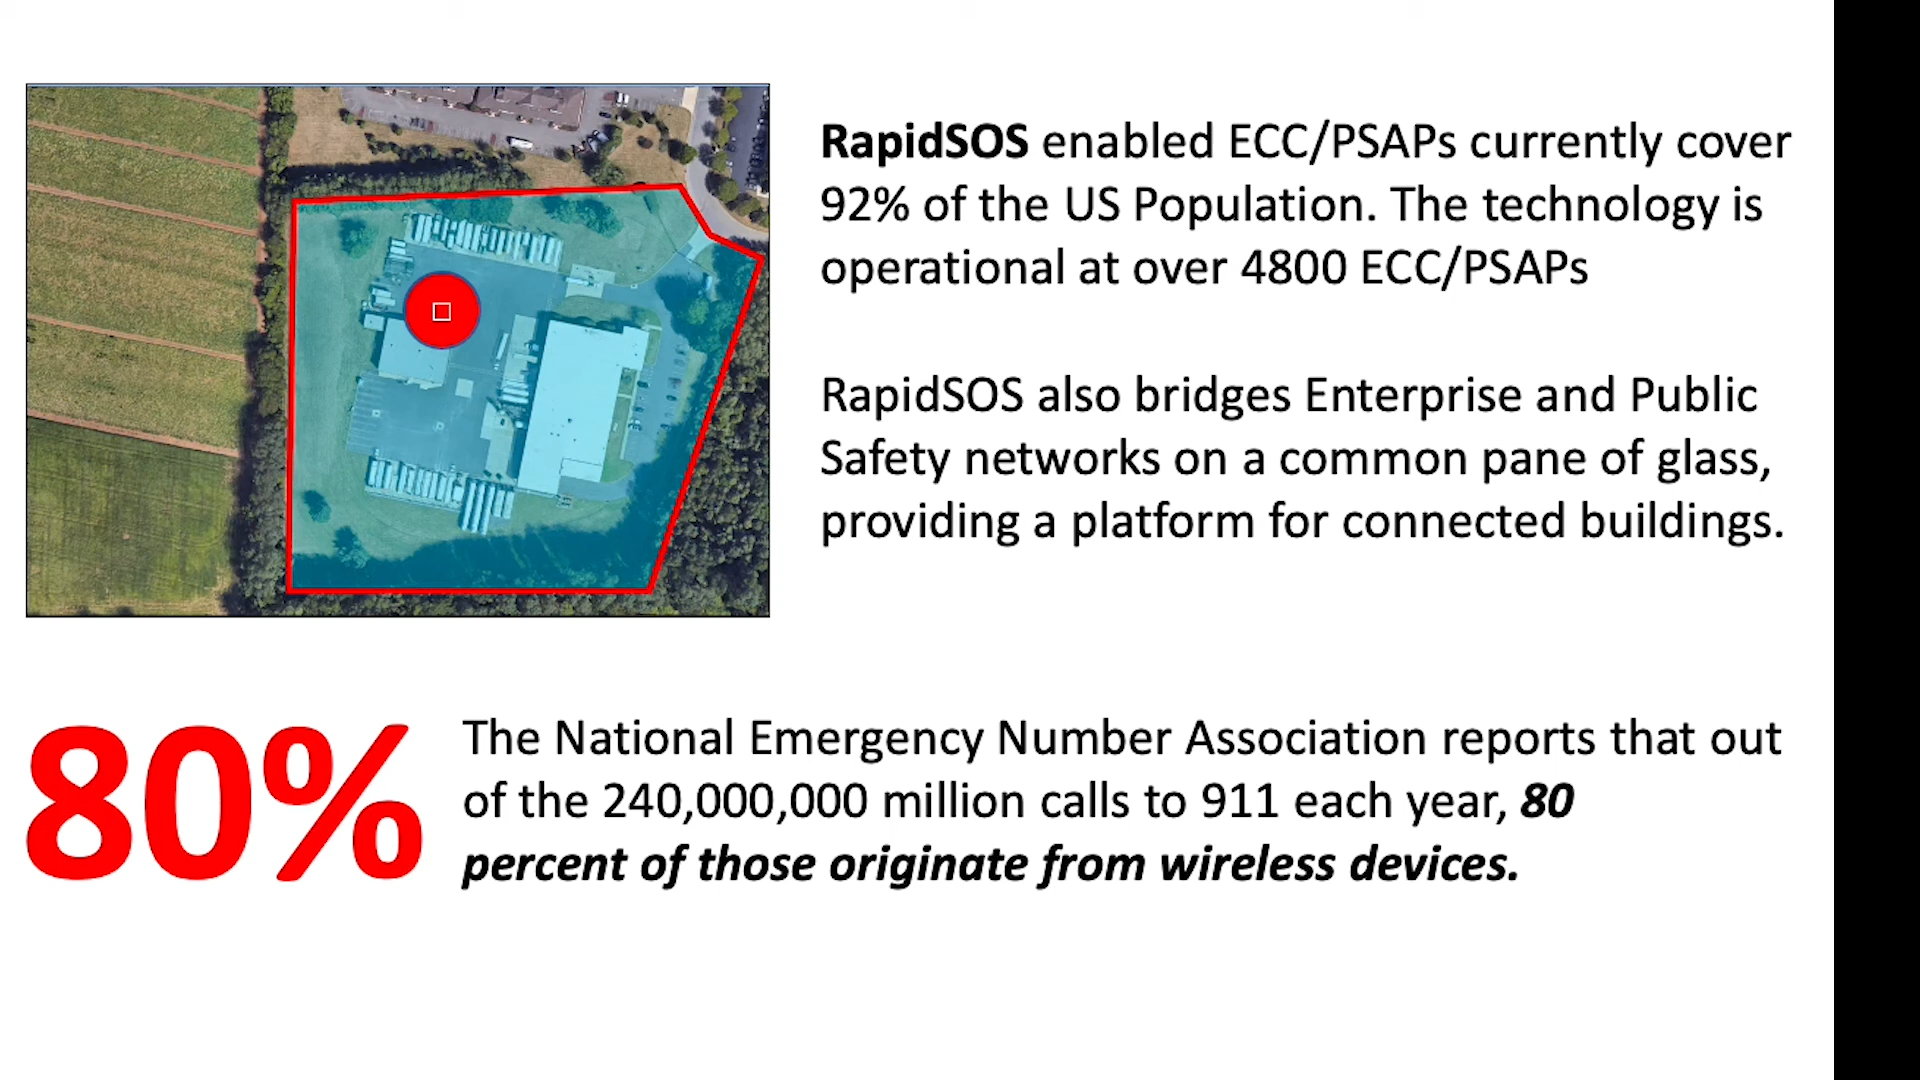 RapidSOS enabled ECC/PSAPs currently cover
92% of the US Population. The technology is
operational at over 4800 ECC/PSAPs
RapidSOS also bridges Enterprise and Public
Safety networks on a common pane of glass,
providing a platform for connected buildings.
80%
The National Emergency Number Association reports that out
of the 240,000,000 million calls to 911 each year, 80
percent of those originate from wireless devices.